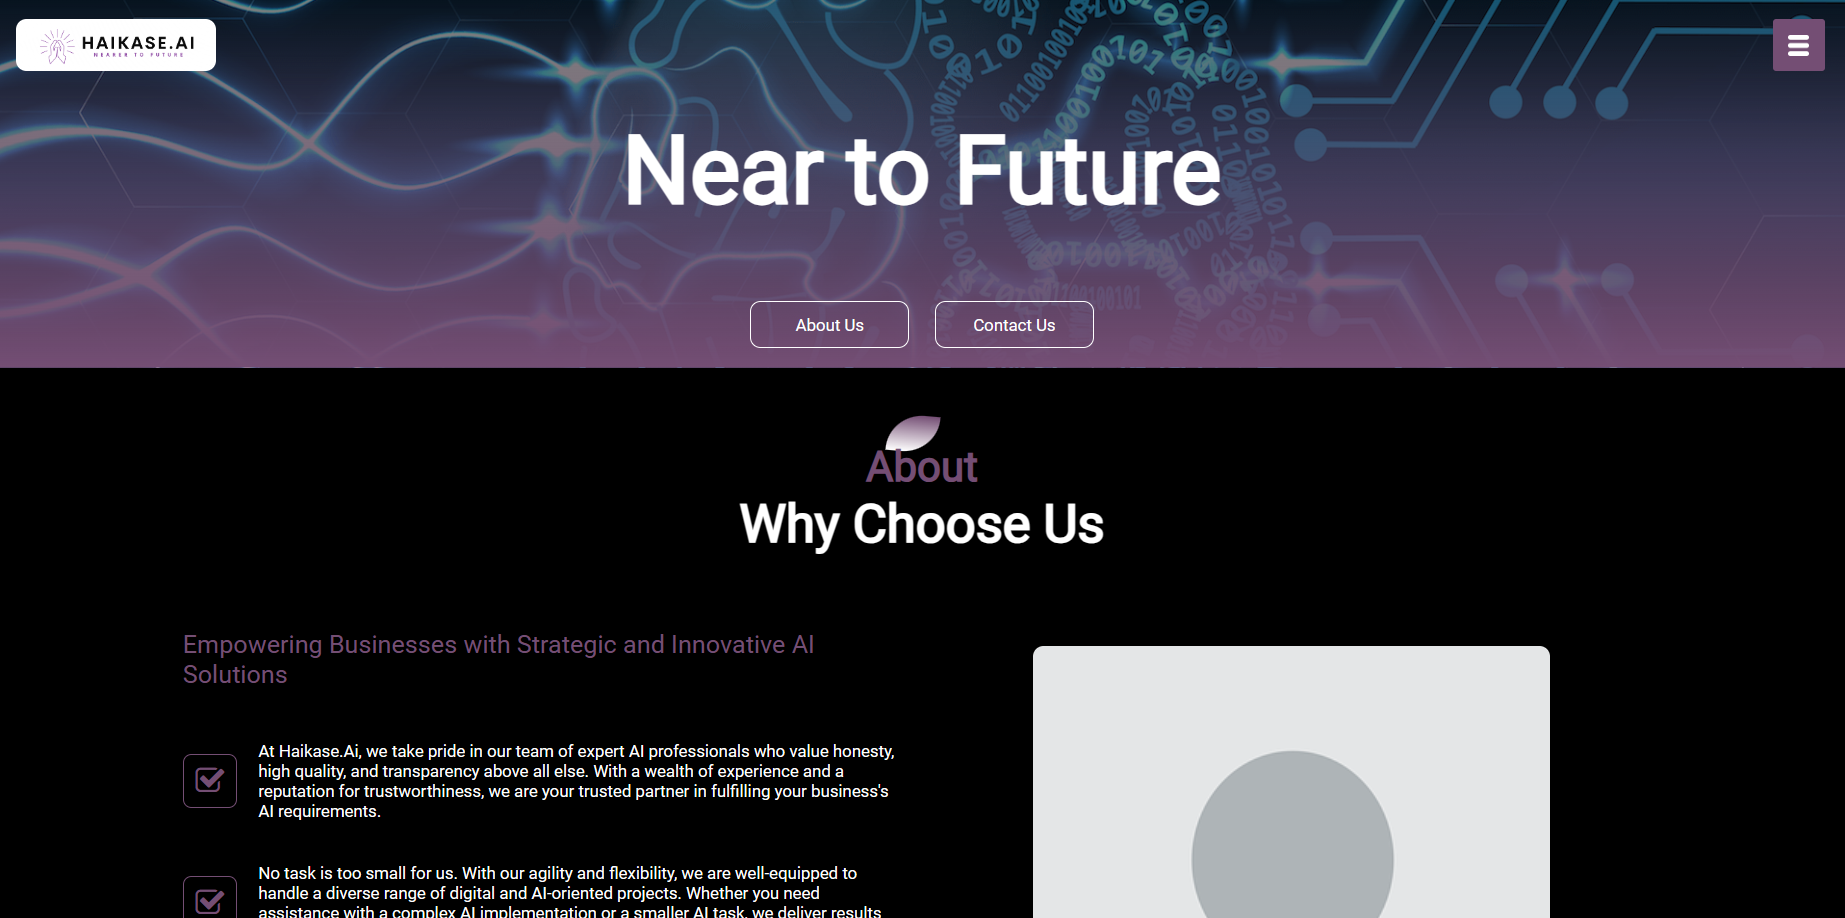 HAIKASE.AI
NEARER TO FUTURE
Near to Future
About Us
Contact Us
About
Why Choose Us
Empowering Businesses with Strategic and Innovative AI
Solutions
At Haikase.Ai, we take pride in our team of expert AI professionals who value honesty,
high quality, and transparency above all else. With a wealth of experience and a
reputation for trustworthiness, we are your trusted partner in fulfilling your business's
AI requirements.
No task is too small for us. With our agility and flexibility, we are well-equipped to
handle a diverse range of digital and AI-oriented projects. Whether you need
assistance with a complex AI implementation or a smaller AI task, we deliver results